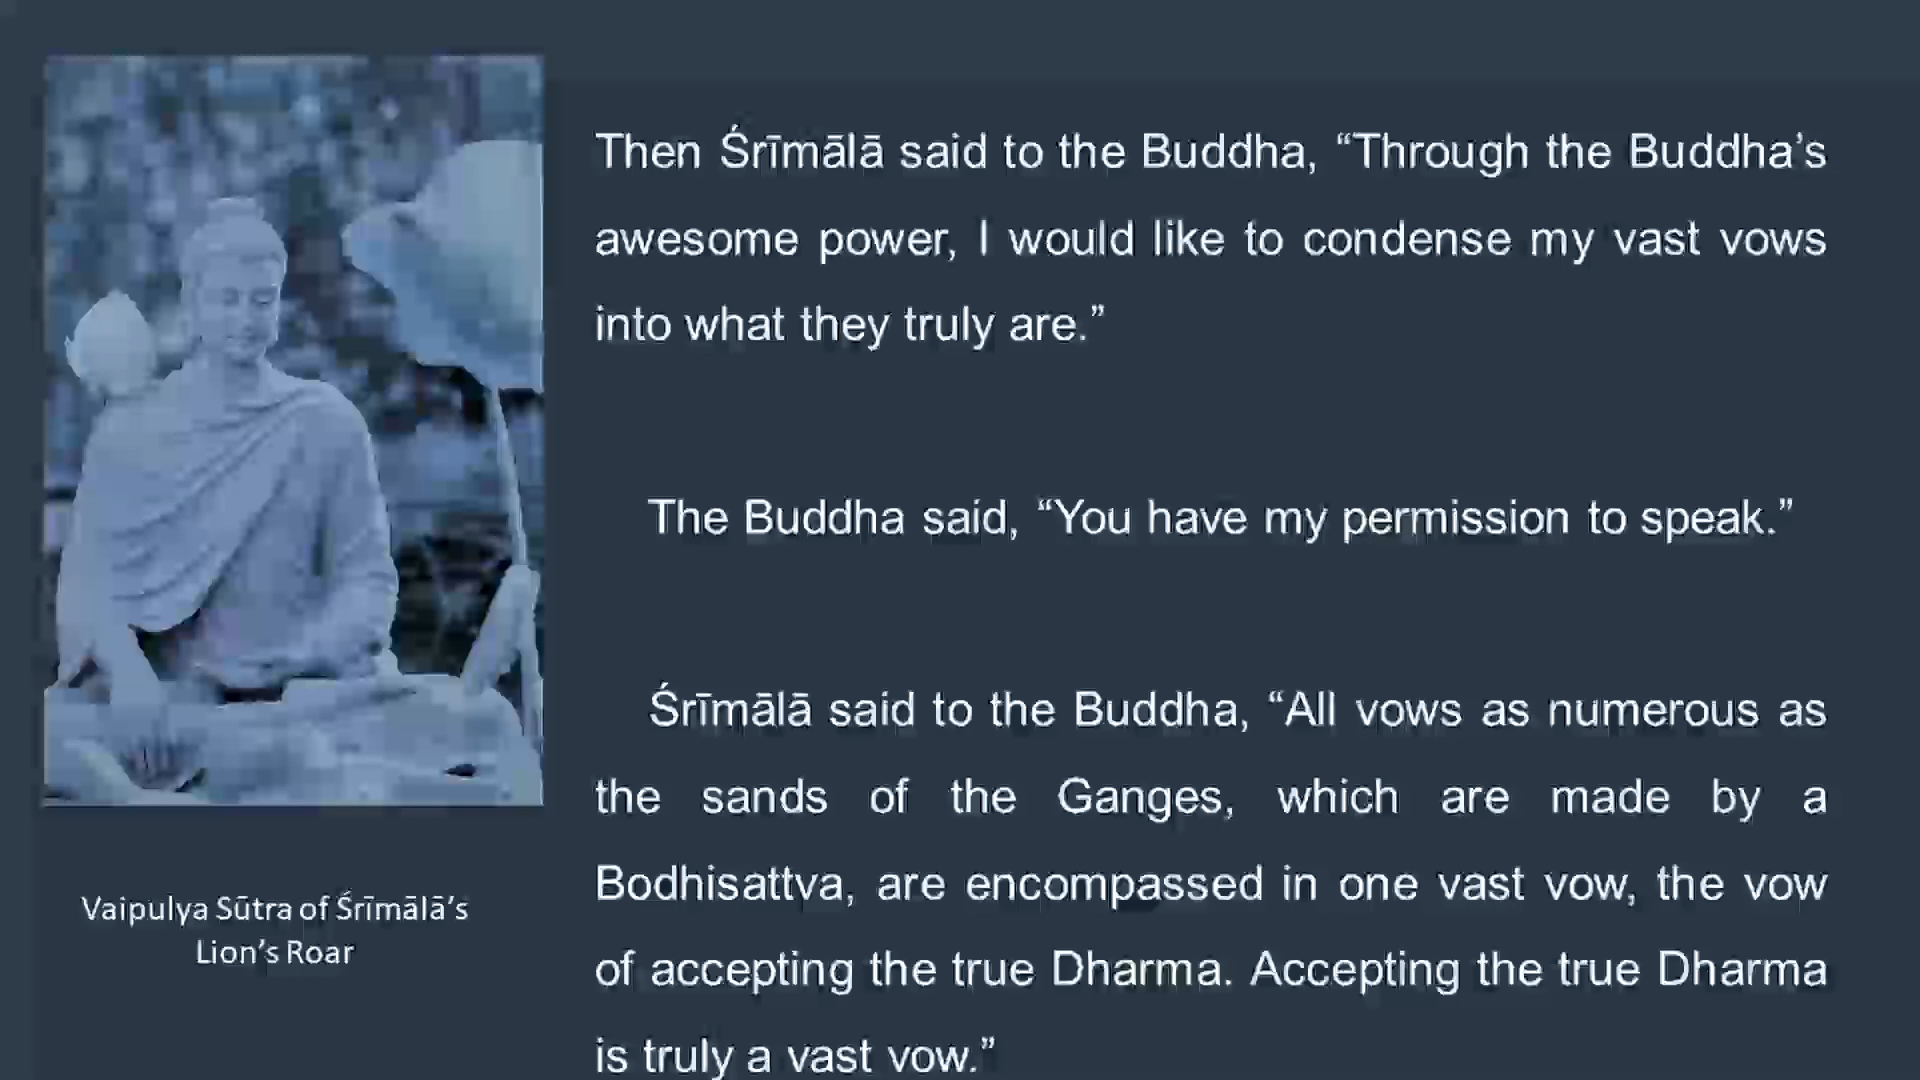 Then Śrīmālā said to the Buddha, “Through the Buddha’s
awesome power, I would like to condense my vast vows
into what they truly are.”
The Buddha said, “You have my permission to speak.”
Śrīmālā said to the Buddha, “All vows as numerous as
the sands of the Ganges, which are made by a
Bodhisattva, are encompassed in one vast vow, the vow
of accepting the true Dharma. Accepting the true Dharma
is truly a vast vow.”
Vaipulya Sūtra of Śrīmālā’s
Lion’s Roar